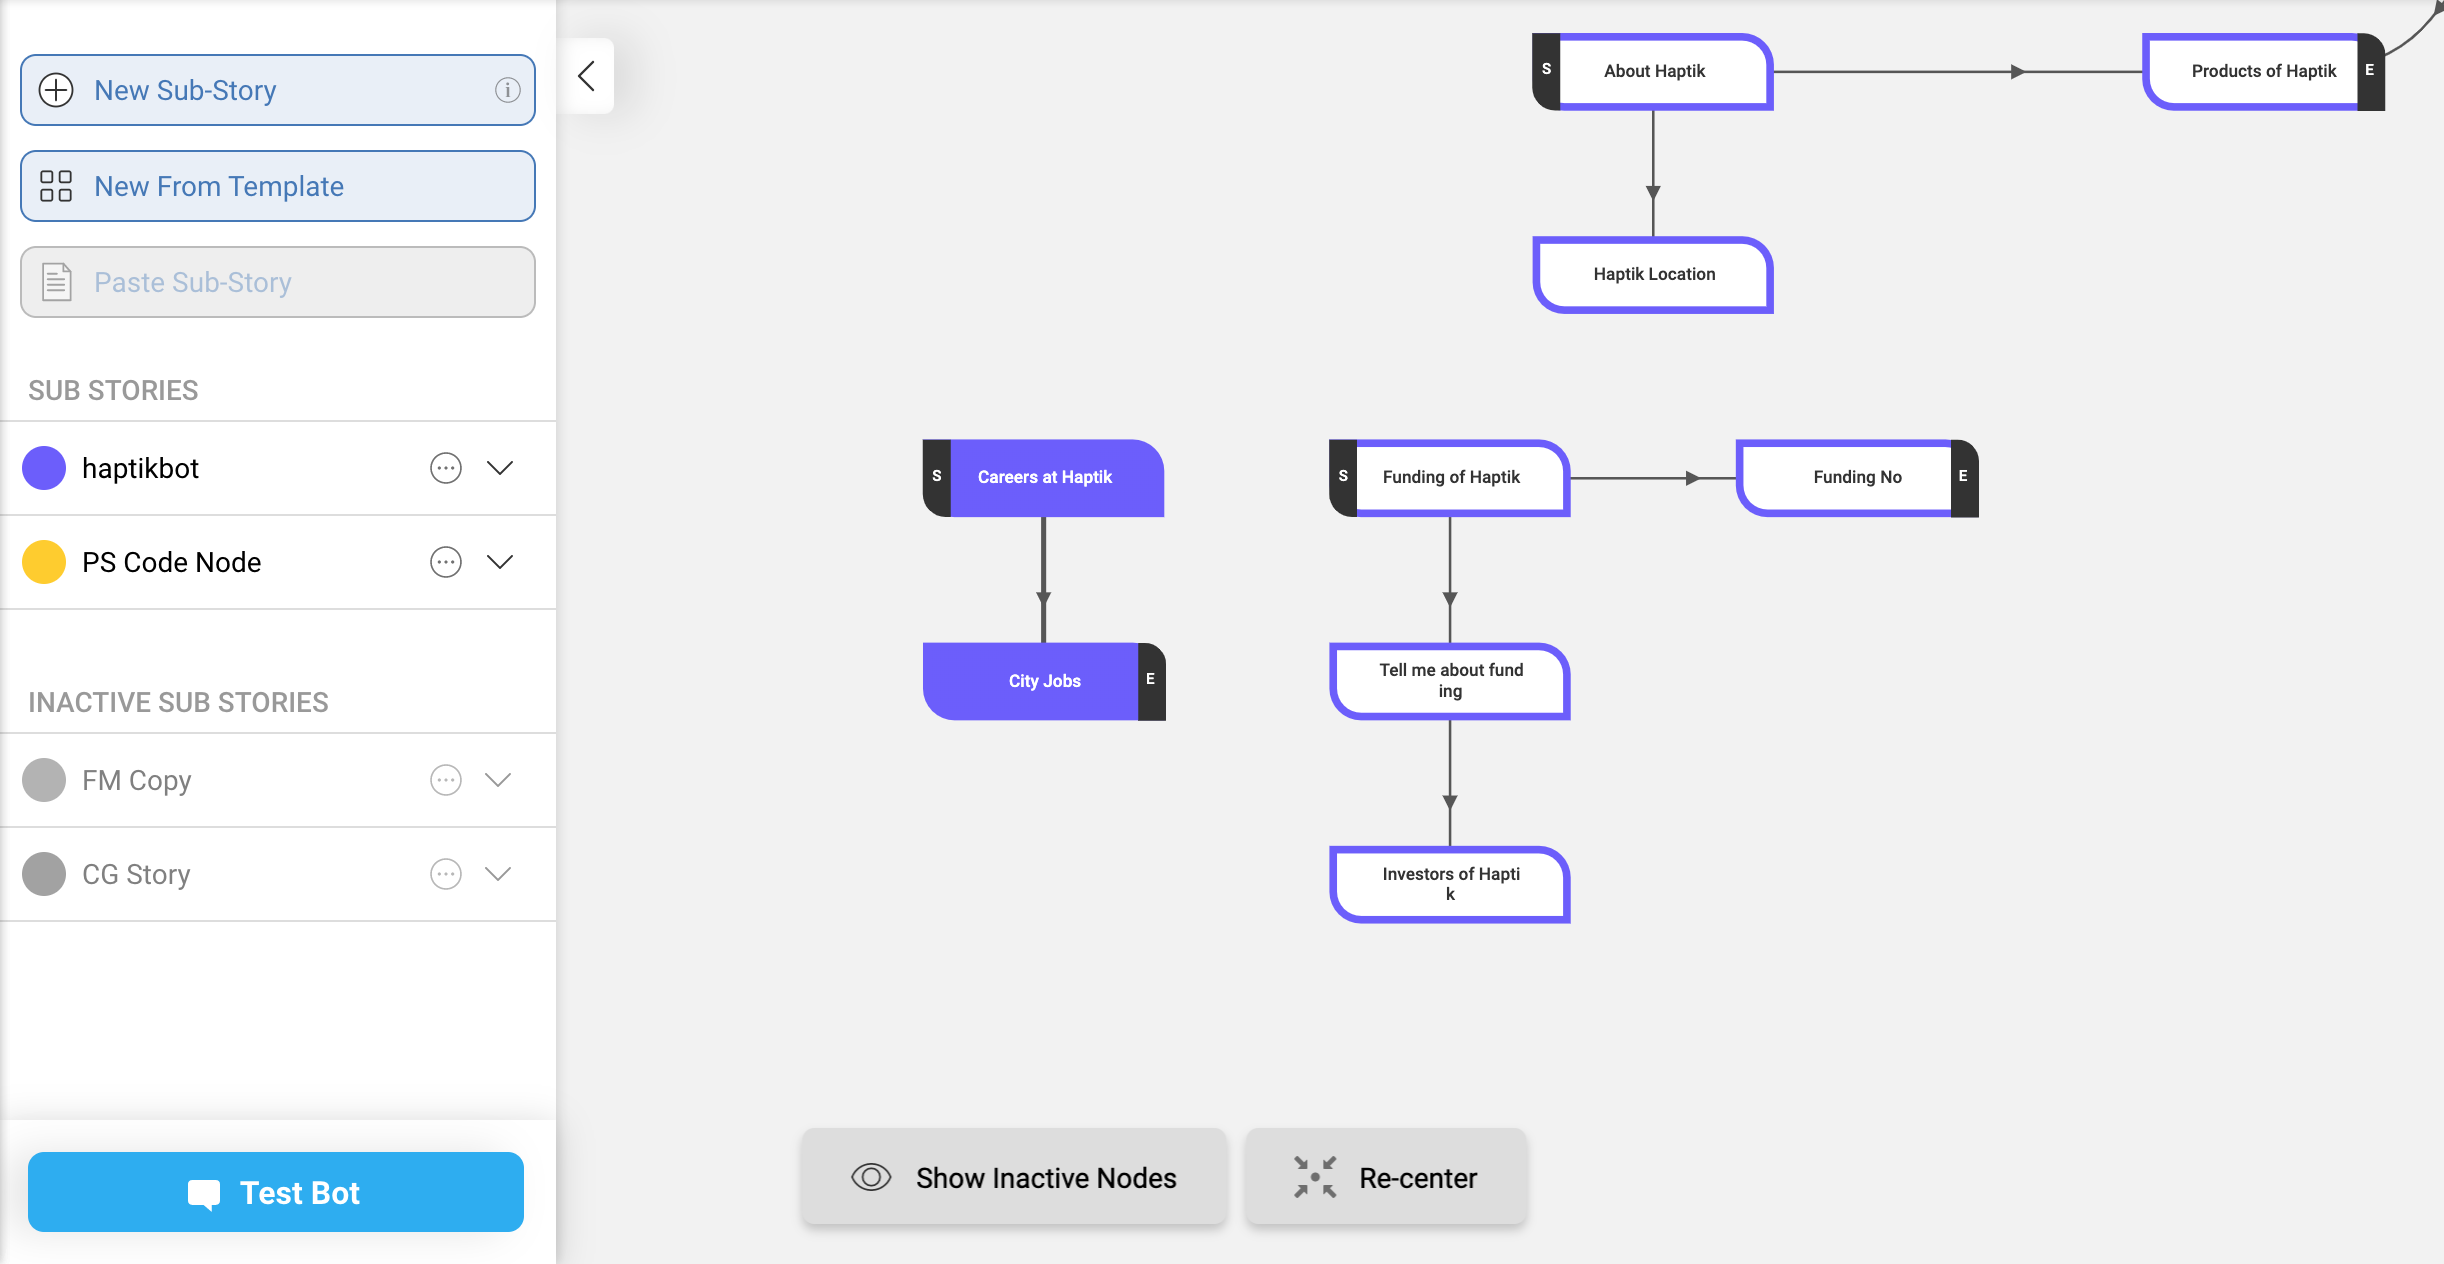 New Sub-Story
i
New From Template
Paste Sub-Story
SUB STORIES
haptikbot
PS Code Node
INACTIVE SUB STORIES
FM Copy
CG Story
Test Bot
S
About Haptik
Products of Haptik
E
Haptik Location
S
Careers at Haptik
S
Funding of Haptik
Funding No
E
City Jobs
E
Tell me about fund
ing
Investors of Hapti
k
Show Inactive Nodes
Re-center